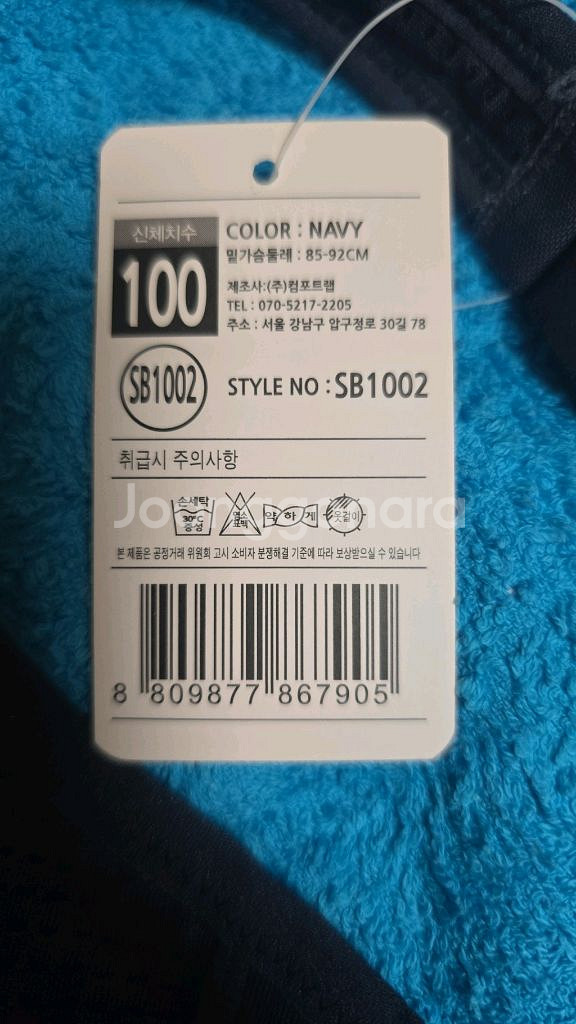 신체치수
100
COLOR : NAVY
밑가슴둘레 : 85-92CM
제조사:(주)컴포트랩
TEL : 070-5217-2205
주소 : 서울 강남구 압구정로 30길 78
SB1002
STYLE NO : SB1002
취급시 주의사항
손세탁
30°C
중성
염소
표백
약하게
옷걸이
Joonggonara
본 제품은 공정거래 위원회 고시 소비자 분쟁해결 기준에 따라 보상받으실 수 있습니다
8 809877 867905